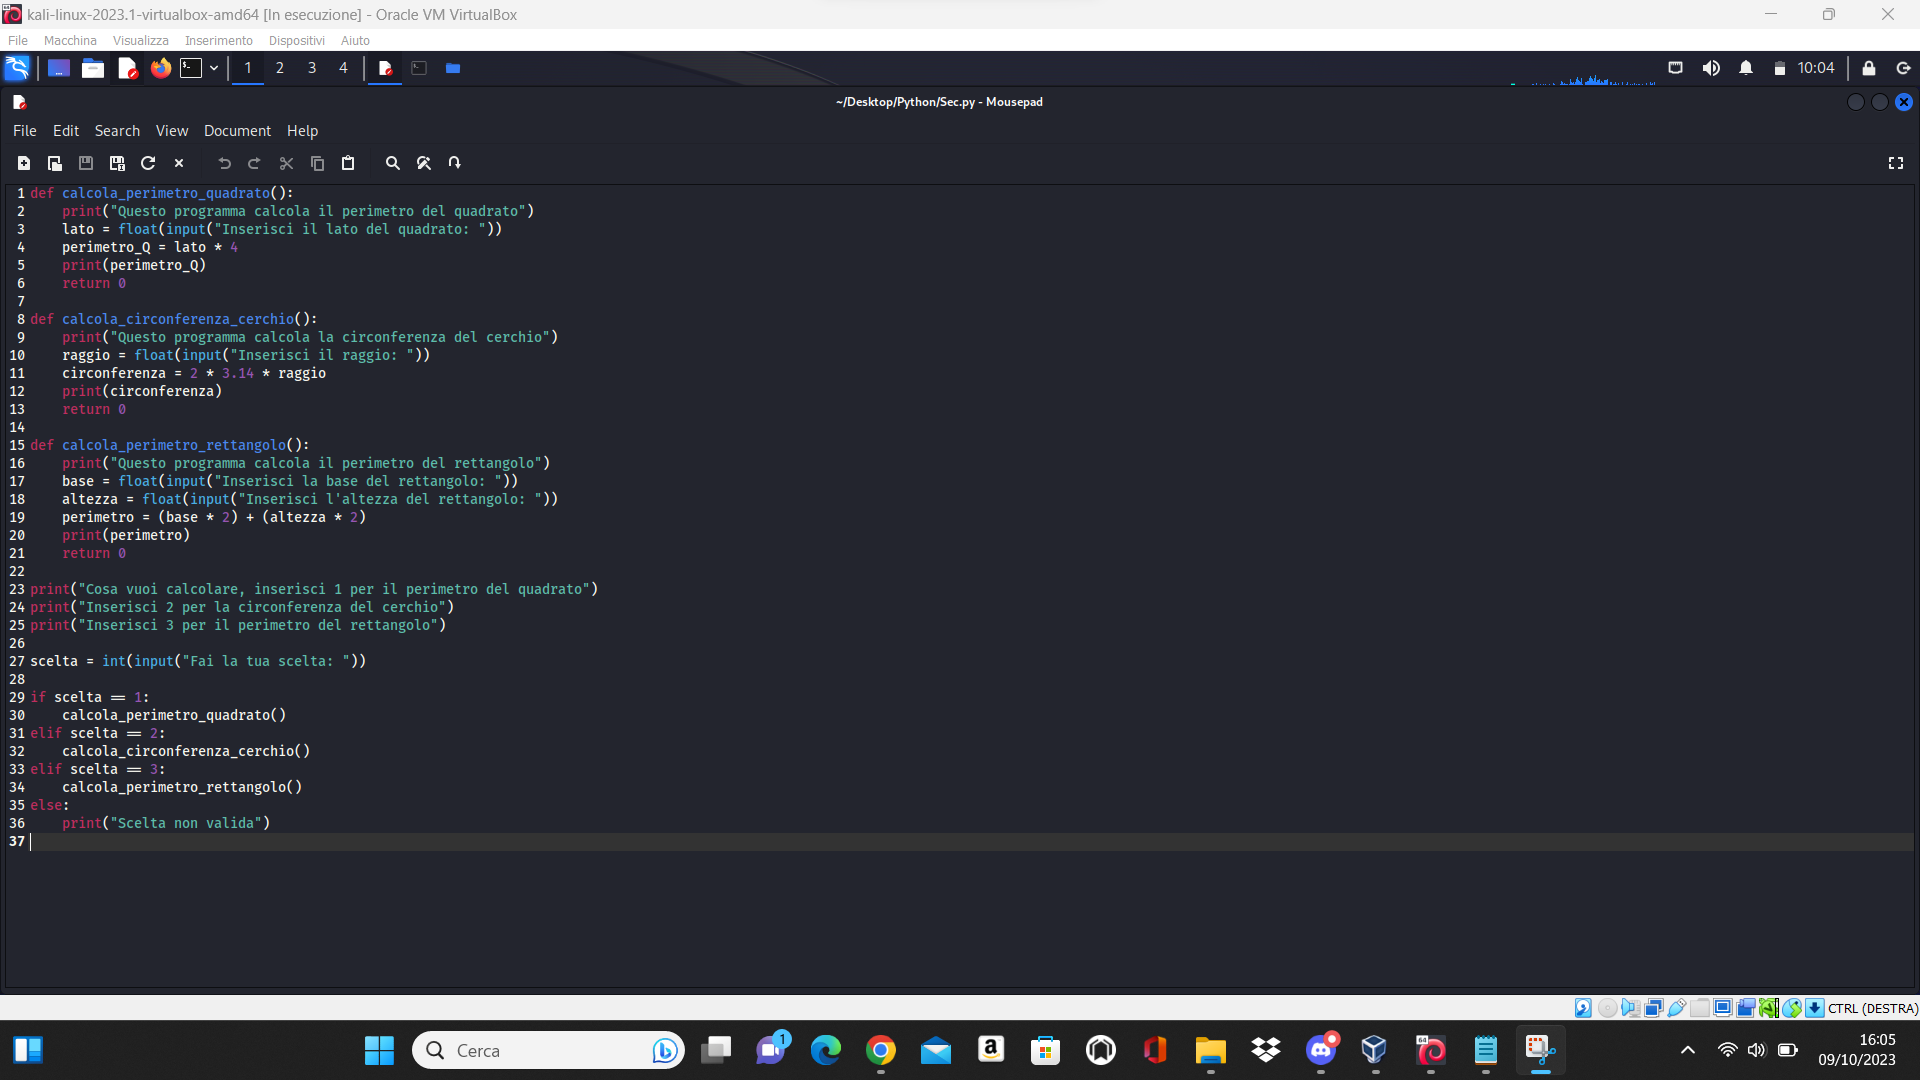 kali-linux-2023.1-virtualbox-amd64 [In esecuzione] - Oracle VM VirtualBox
File Macchina Visualizza Inserimento Dispositivi Aiuto
1 2 3 4 10:04
~/Desktop/Python/Sec.py - Mousepad
File Edit Search View Document Help
1 def calcola_perimetro_quadrato():
2     print("Questo programma calcola il perimetro del quadrato")
3     lato = float(input("Inserisci il lato del quadrato: "))
4     perimetro_Q = lato * 4
5     print(perimetro_Q)
6     return 0
7
8 def calcola_circonferenza_cerchio():
9     print("Questo programma calcola la circonferenza del cerchio")
10     raggio = float(input("Inserisci il raggio: "))
11     circonferenza = 2 * 3.14 * raggio
12     print(circonferenza)
13     return 0
14
15 def calcola_perimetro_rettangolo():
16     print("Questo programma calcola il perimetro del rettangolo")
17     base = float(input("Inserisci la base del rettangolo: "))
18     altezza = float(input("Inserisci l'altezza del rettangolo: "))
19     perimetro = (base * 2) + (altezza * 2)
20     print(perimetro)
21     return 0
22
23 print("Cosa vuoi calcolare, inserisci 1 per il perimetro del quadrato")
24 print("Inserisci 2 per la circonferenza del cerchio")
25 print("Inserisci 3 per il perimetro del rettangolo")
26
27 scelta = int(input("Fai la tua scelta: "))
28
29 if scelta == 1:
30     calcola_perimetro_quadrato()
31 elif scelta == 2:
32     calcola_circonferenza_cerchio()
33 elif scelta == 3:
34     calcola_perimetro_rettangolo()
35 else:
36     print("Scelta non valida")
37
CTRL (DESTRA)
Cerca
1
64
16:05
09/10/2023